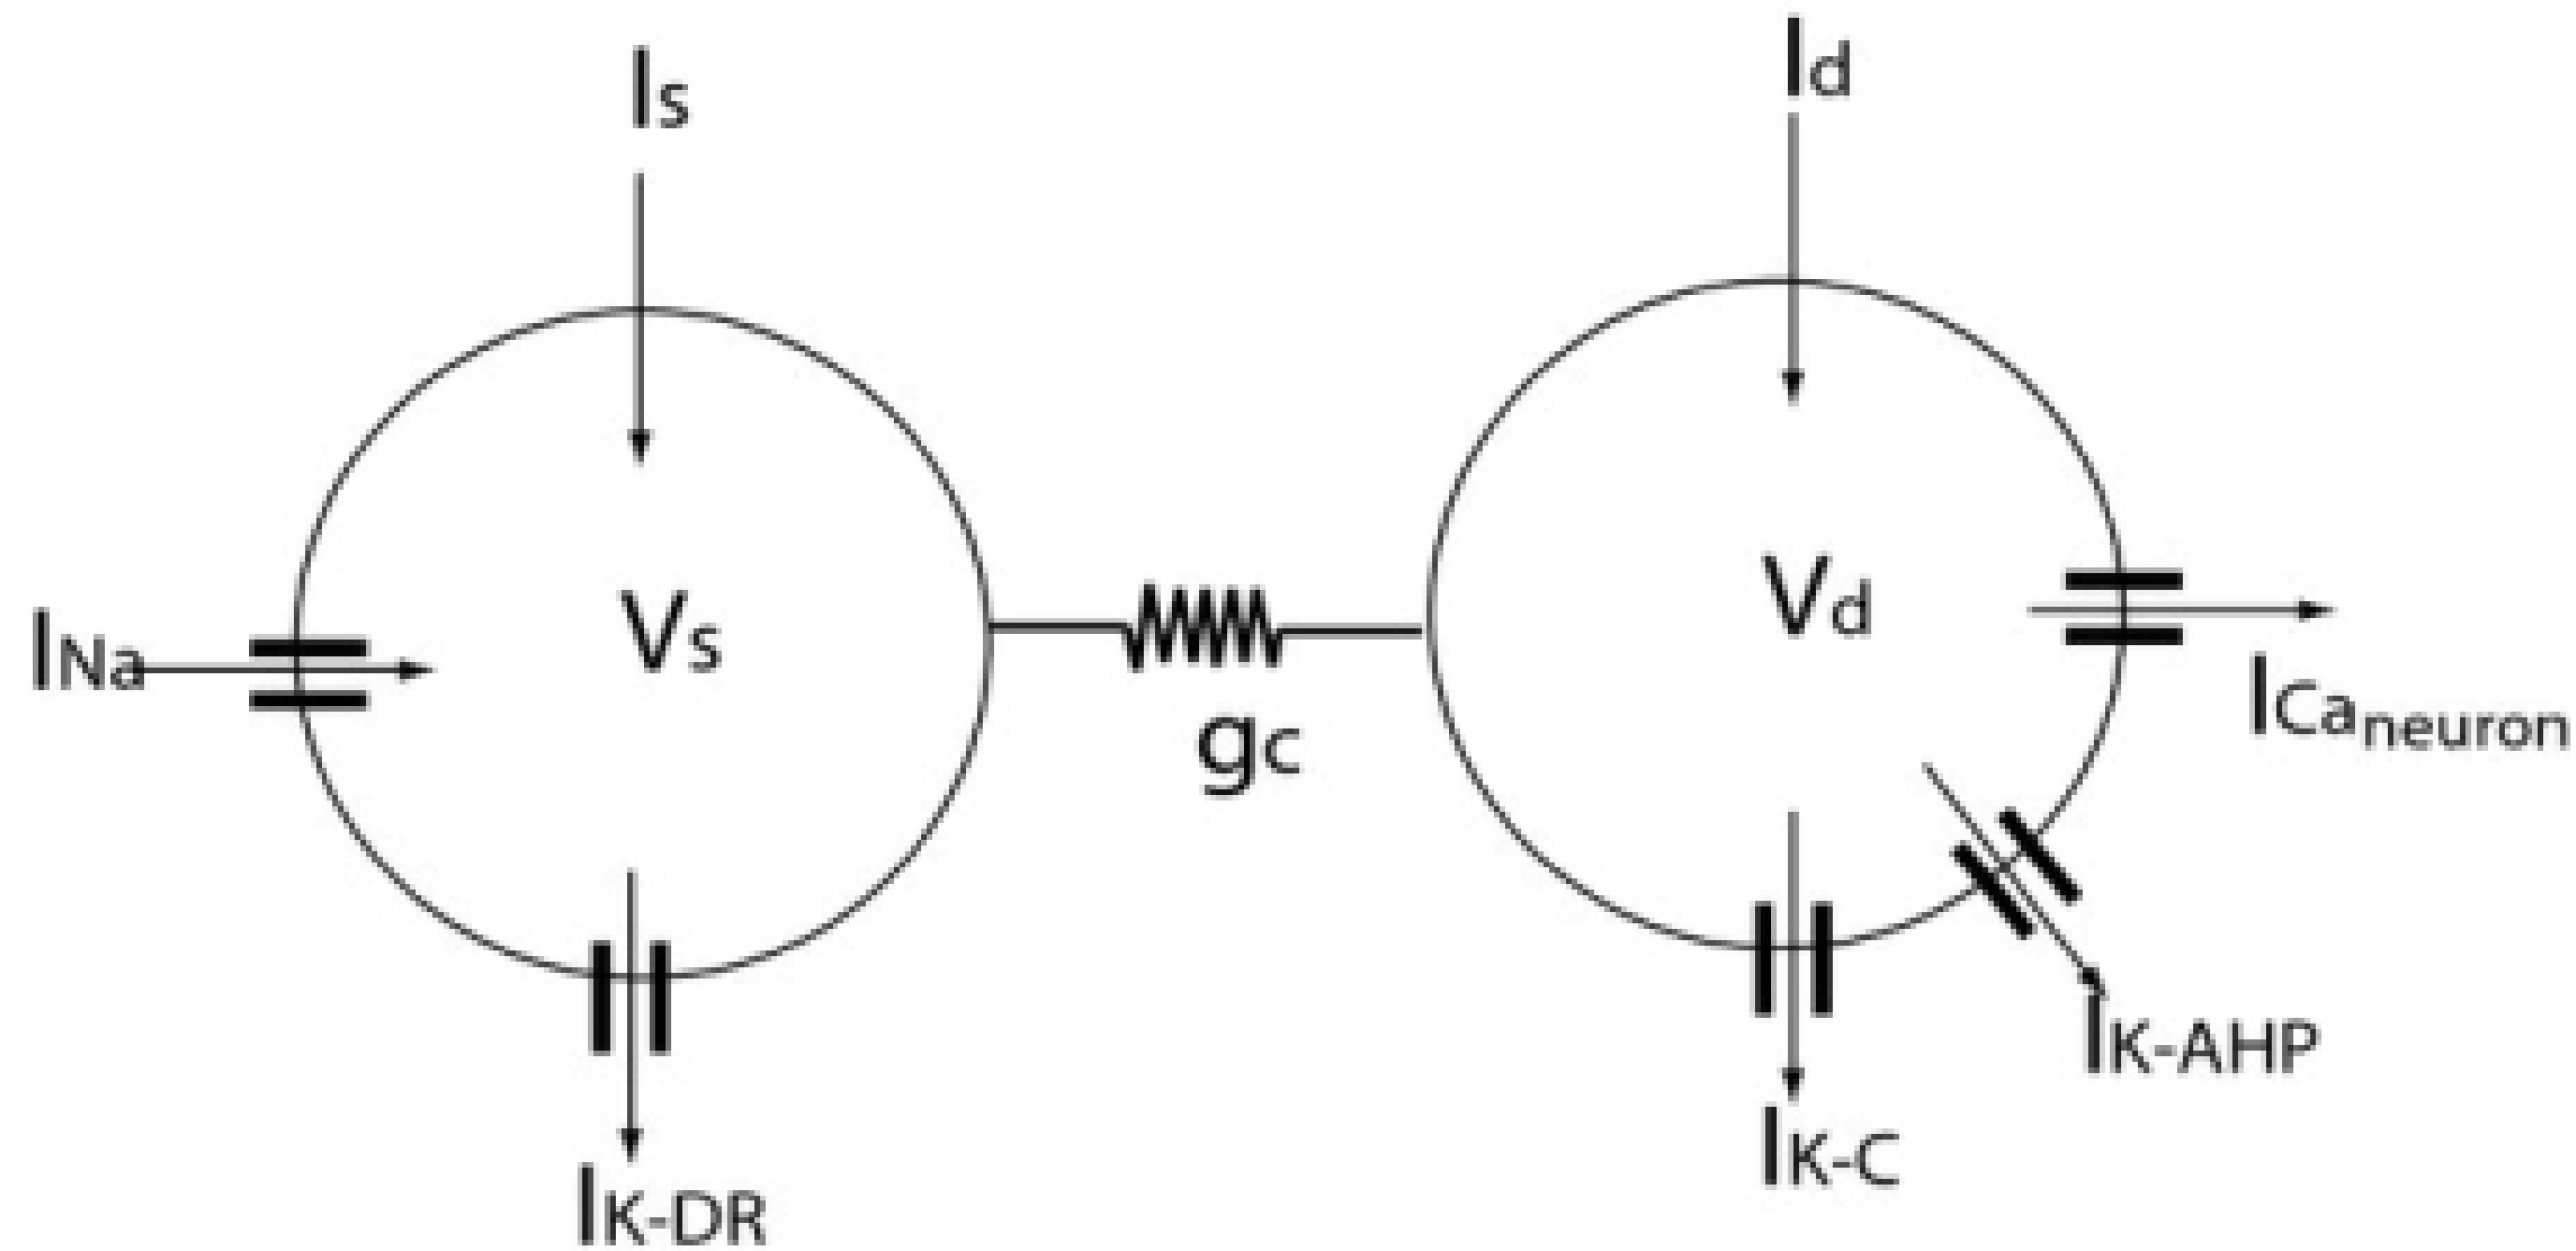 Is
Id
Vs
Vd
INa
gc
ICaneuron
IK-AHP
IK-C
IK-DR